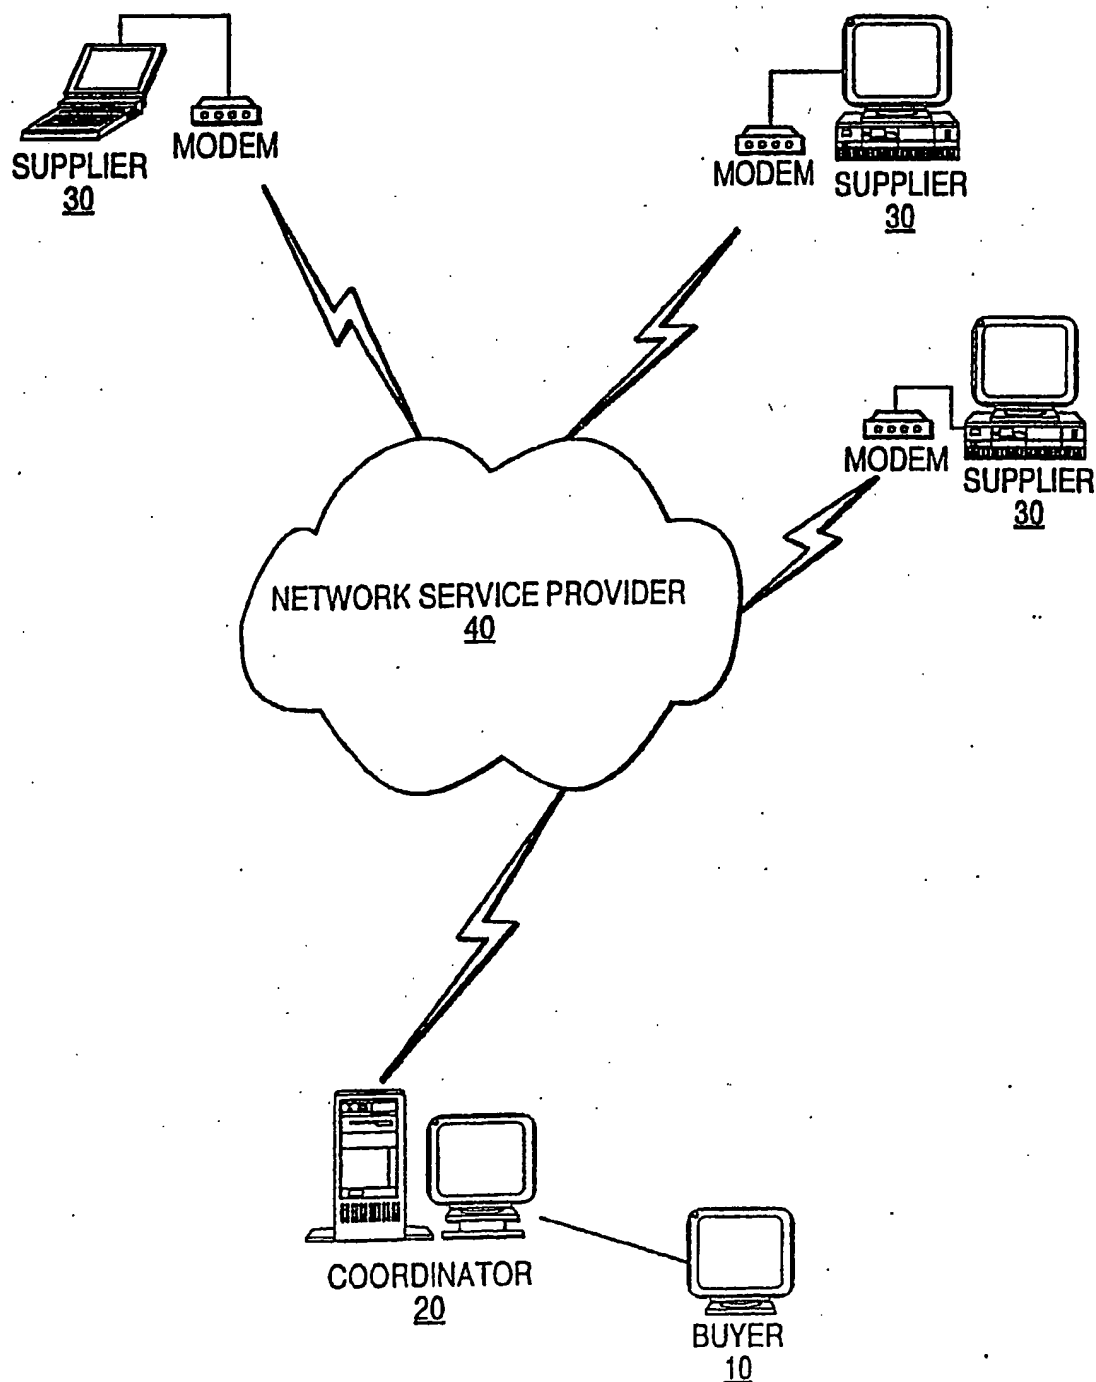 MODEM
SUPPLIER
30
MODEM
SUPPLIER
30
MODEM
SUPPLIER
30
NETWORK SERVICE PROVIDER
40
COORDINATOR
20
BUYER
10